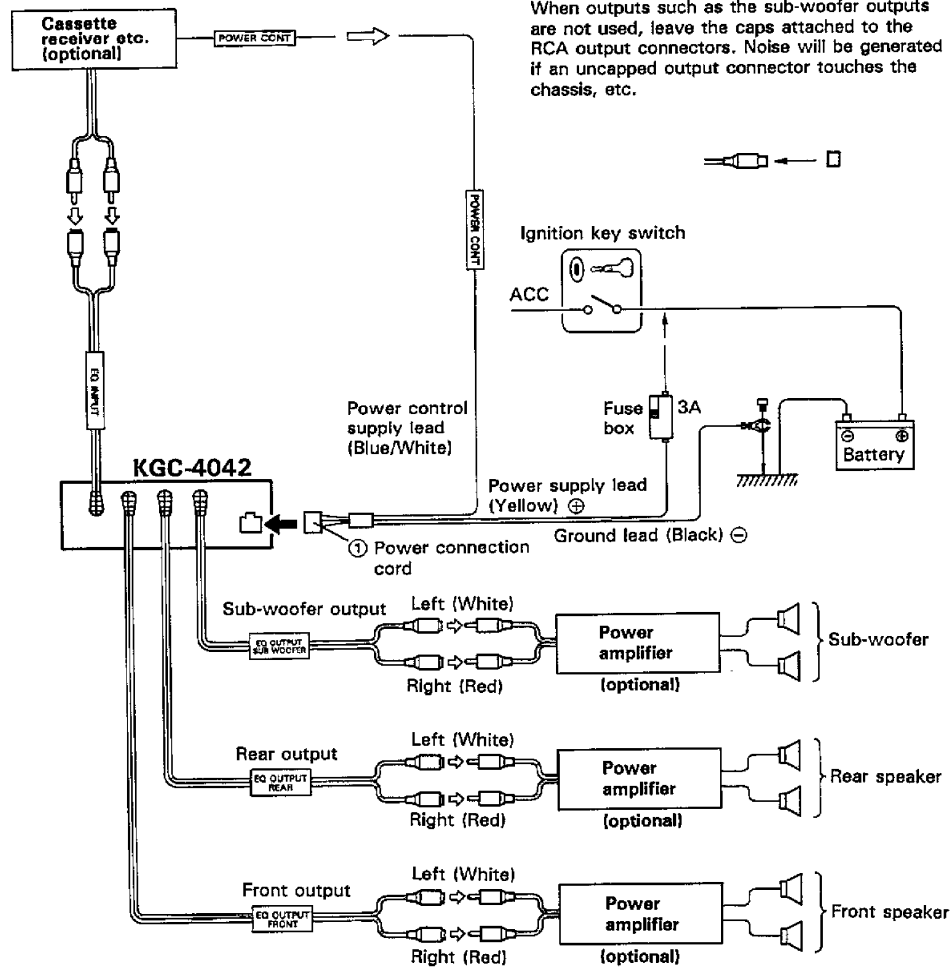 When outputs such as the sub-woofer outputs
are not used, leave the caps attached to the
RCA output connectors. Noise will be generated
if an uncapped output connector touches the
chassis, etc.
Cassette
receiver etc.
(optional)
POWER CONT
POWER CONT
Ignition key switch
ACC
EQ INPUT
Power control
supply lead
(Blue/White)
Fuse
box
3A
⊖ ⊕
Battery
KGC-4042
Power supply lead
(Yellow) ⊕
Ground lead (Black) ⊖
① Power connection
cord
Sub-woofer output
Left (White)
EQ OUTPUT
SUB WOOFER
Right (Red)
Power
amplifier
(optional)
Sub-woofer
Rear output
Left (White)
EQ OUTPUT
REAR
Right (Red)
Power
amplifier
(optional)
Rear speaker
Front output
Left (White)
EQ OUTPUT
FRONT
Right (Red)
Power
amplifier
(optional)
Front speaker